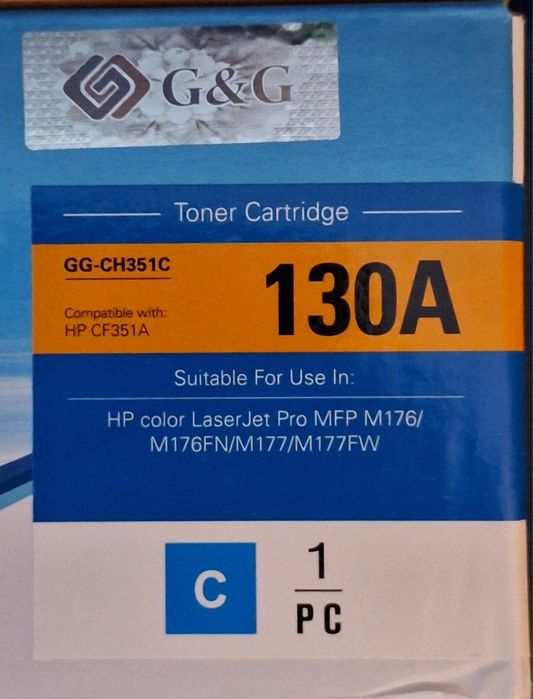 G&G
Toner Cartridge
GG-CH351C
130A
Compatible with:
HP CF351A
Suitable For Use In:
HP color LaserJet Pro MFP M176/
M176FN/M177/M177FW
C
1
PC